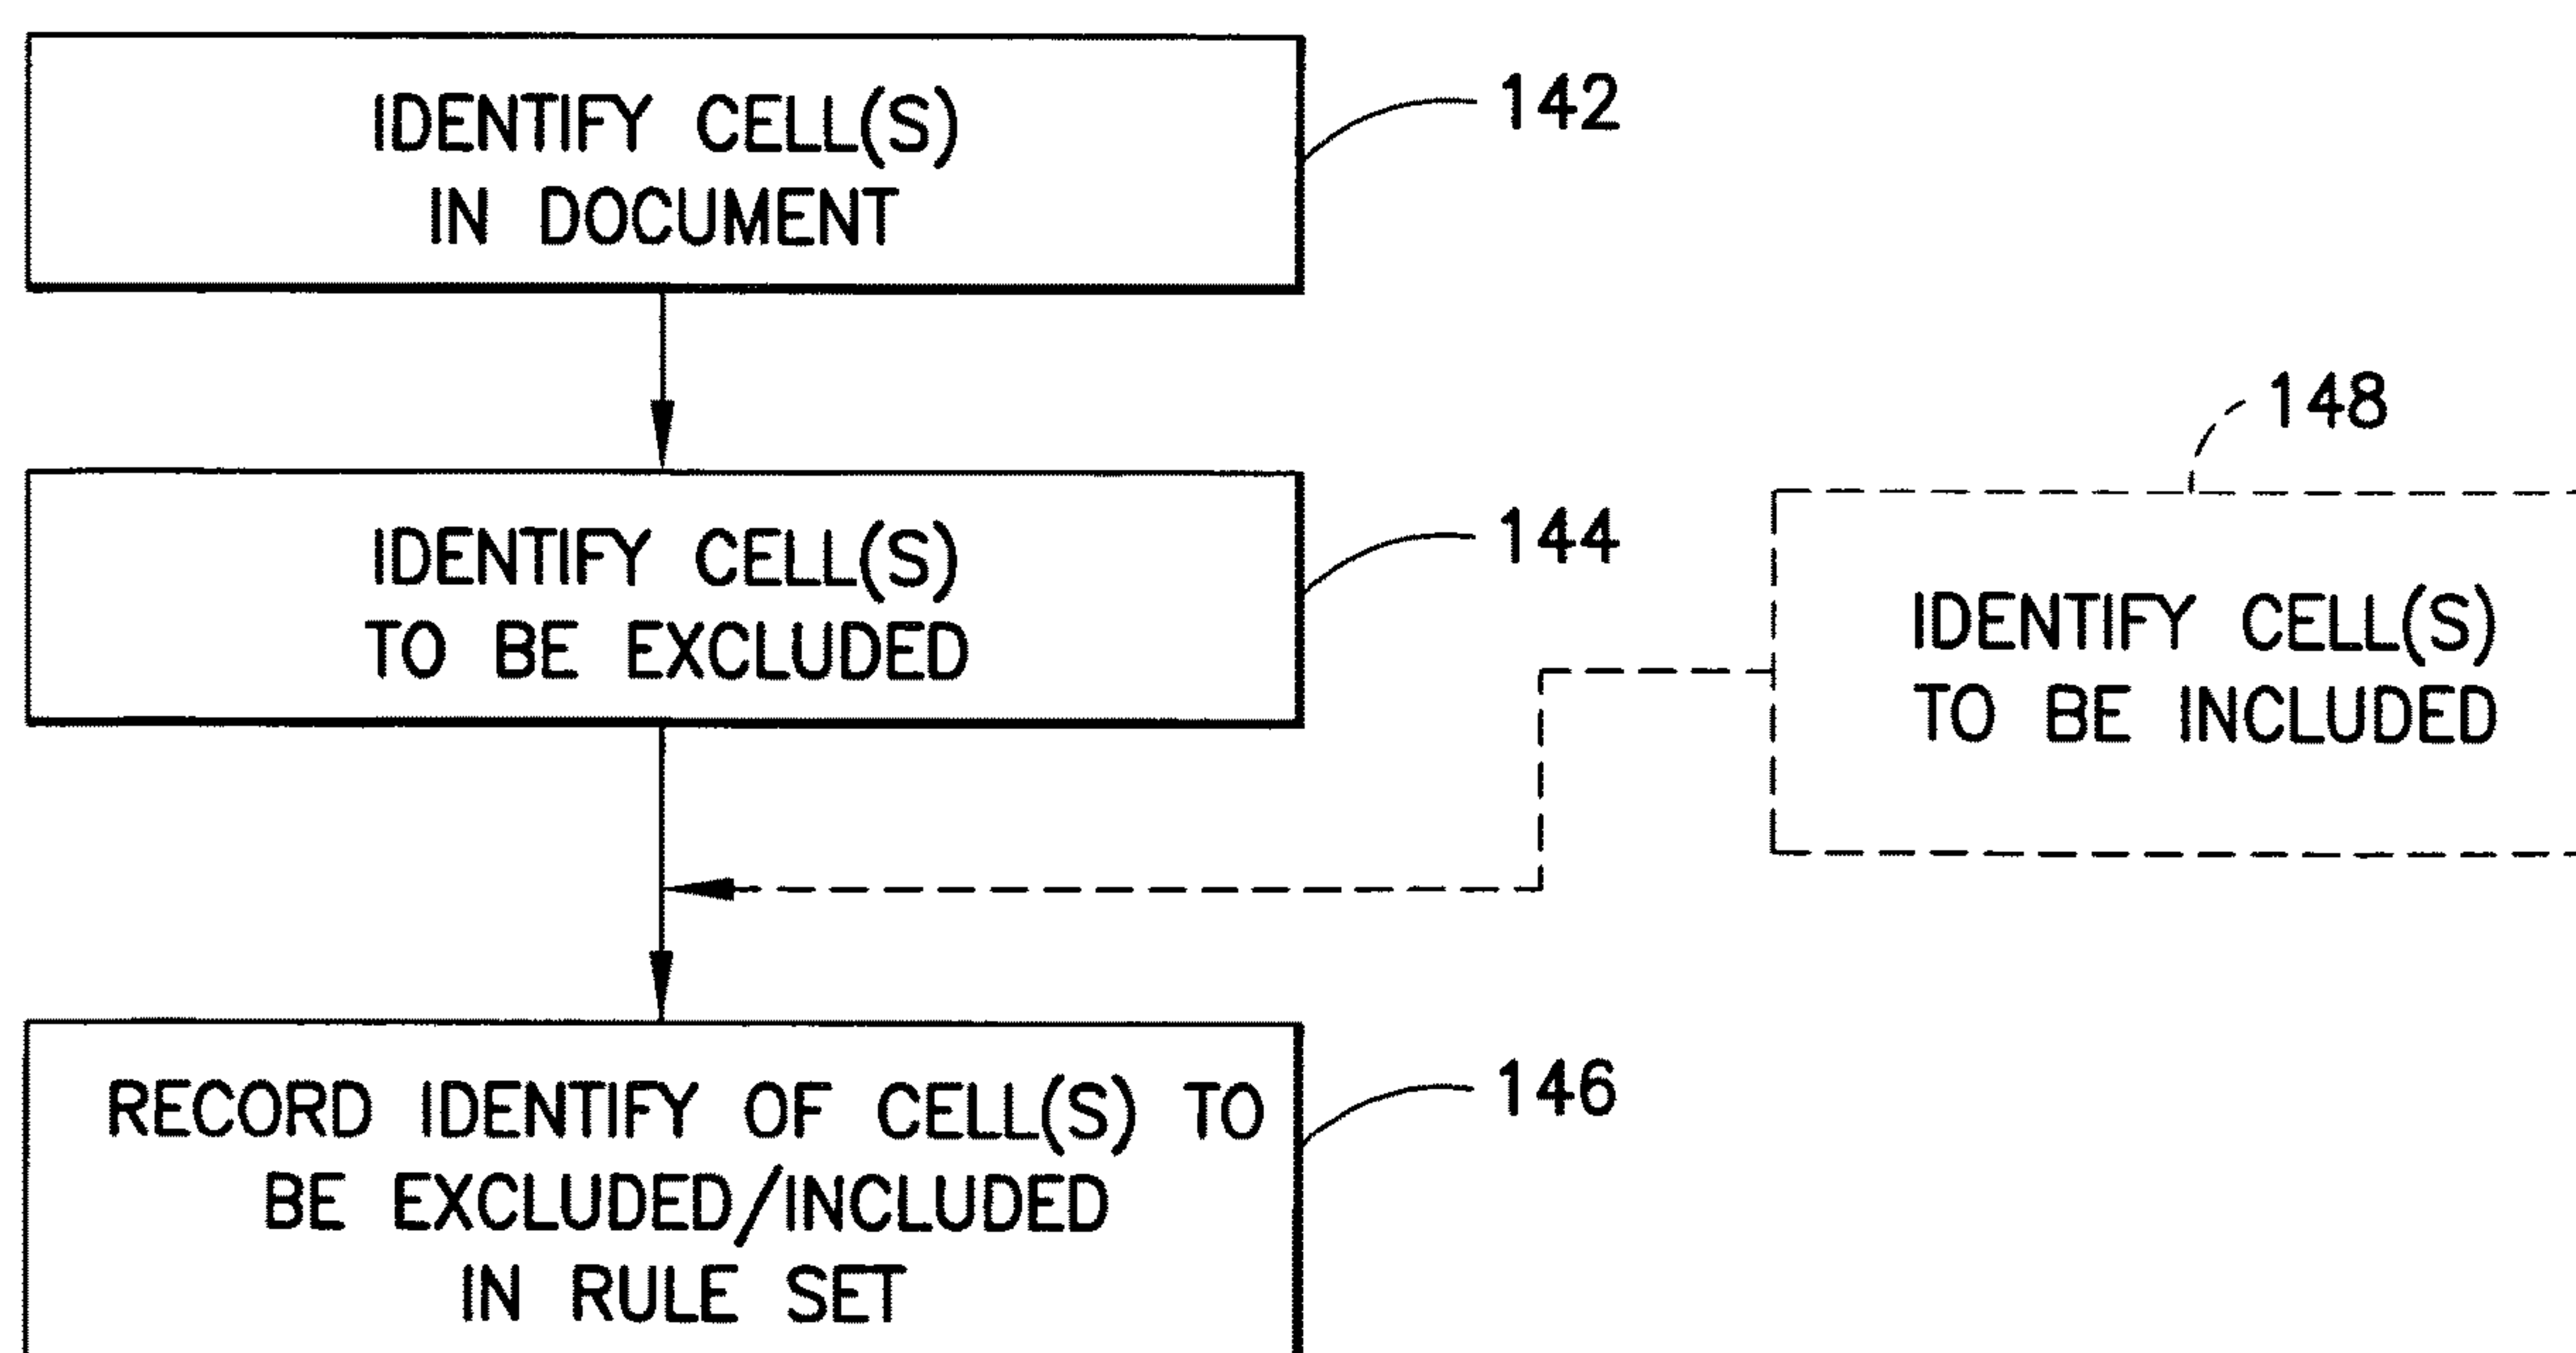 IDENTIFY CELL(S)
IN DOCUMENT
142
IDENTIFY CELL(S)
TO BE EXCLUDED
144
148
IDENTIFY CELL(S)
TO BE INCLUDED
RECORD IDENTIFY OF CELL(S) TO
BE EXCLUDED/INCLUDED
IN RULE SET
146